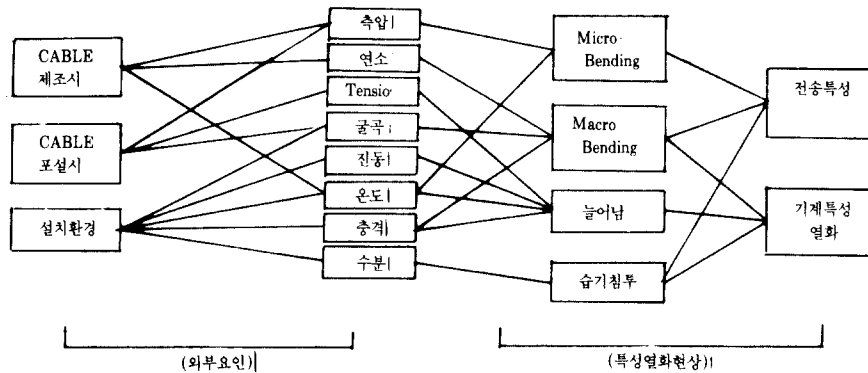 CABLE
제조시
CABLE
포설시
설치환경
측압
연소
Tensio
굴곡
진동
온도
충격
수분
Micro
Bending
Macro
Bending
늘어남
습기침투
전송특성
기계특성
열화
(외부요인)
(특성열화현상)